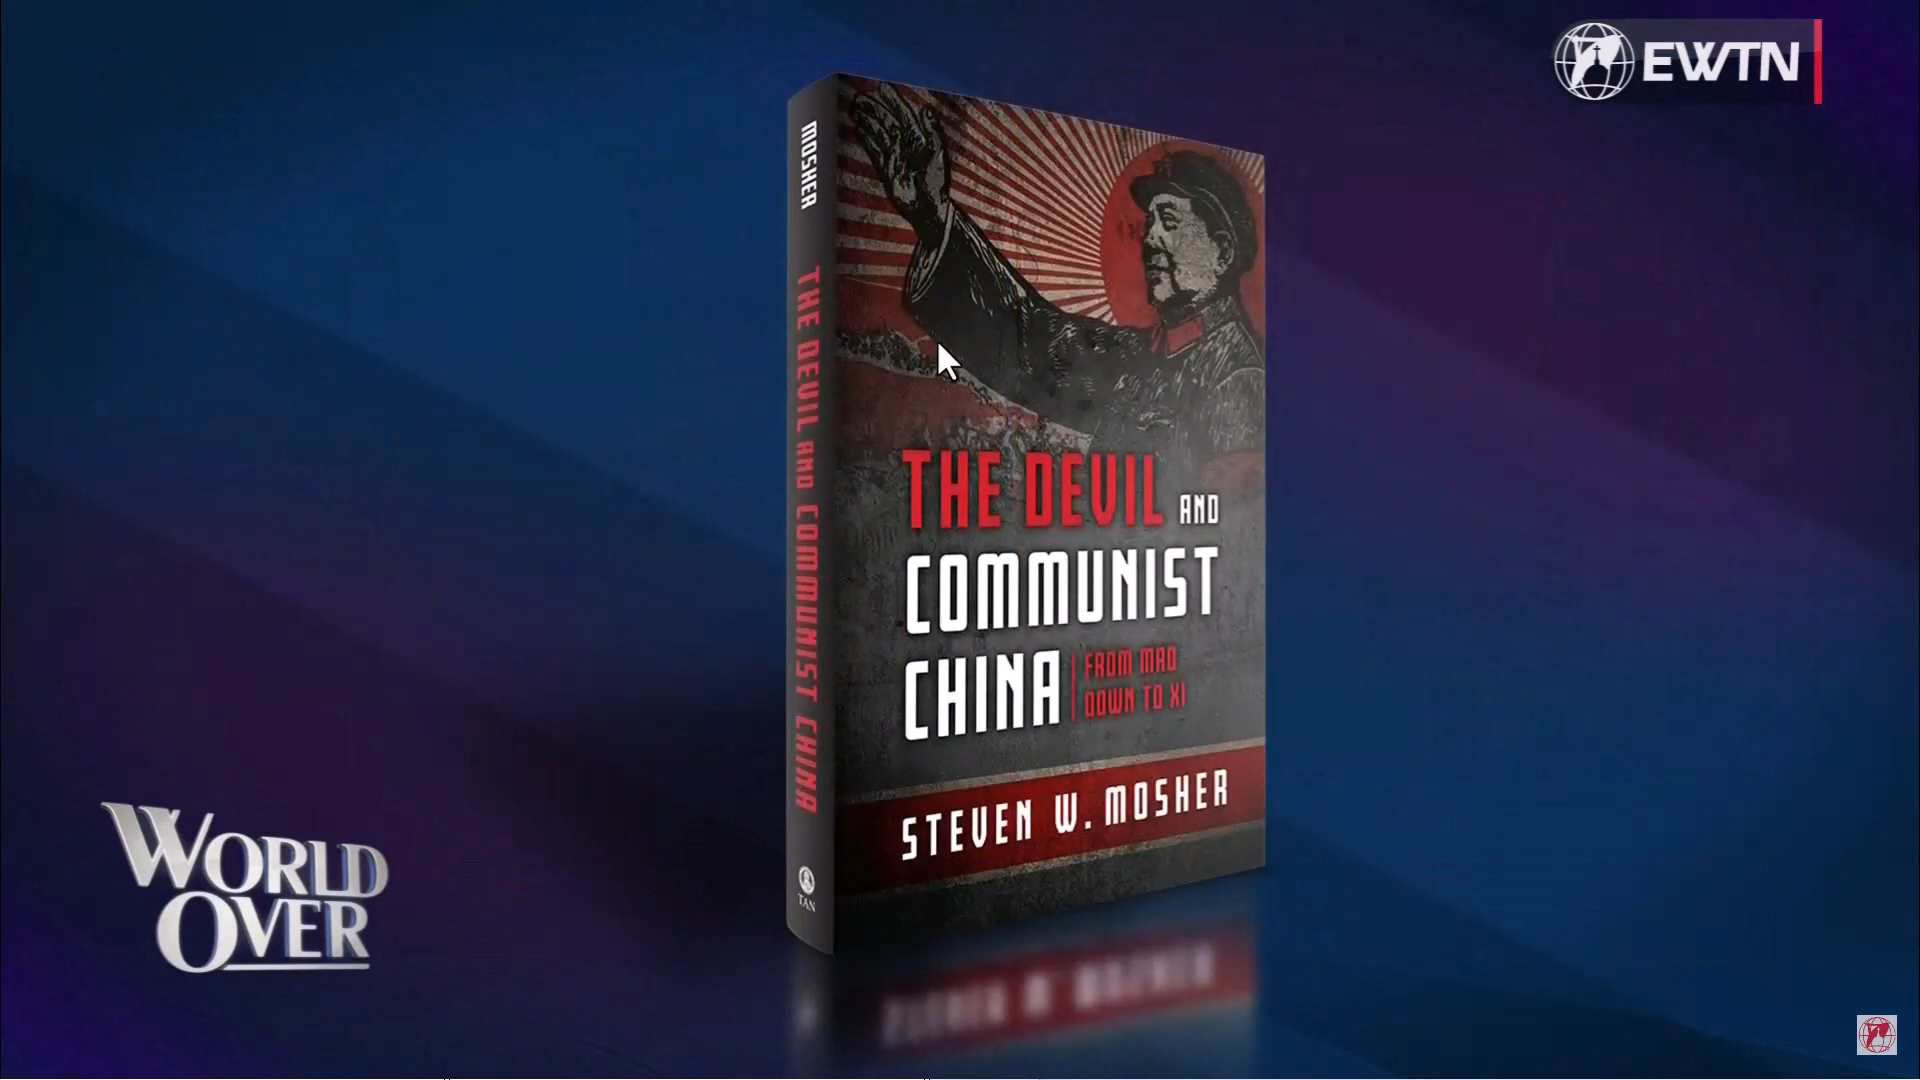 EWTN
MOSHER
THE DEVIL AND COMMUNIST CHINA
TAN
THE DEVIL AND
COMMUNIST
CHINA
FROM MAO
DOWN TO XI
STEVEN W. MOSHER
WORLD
OVER